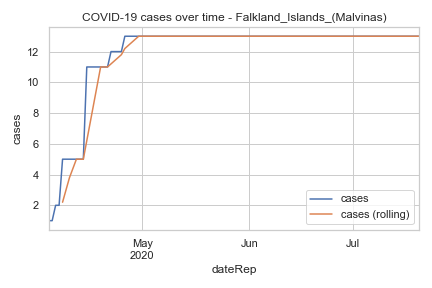 COVID-19 cases over time - Falkland_Islands_(Malvinas)
cases
12
10
8
6
4
2
May
2020
Jun
Jul
dateRep
cases
cases (rolling)